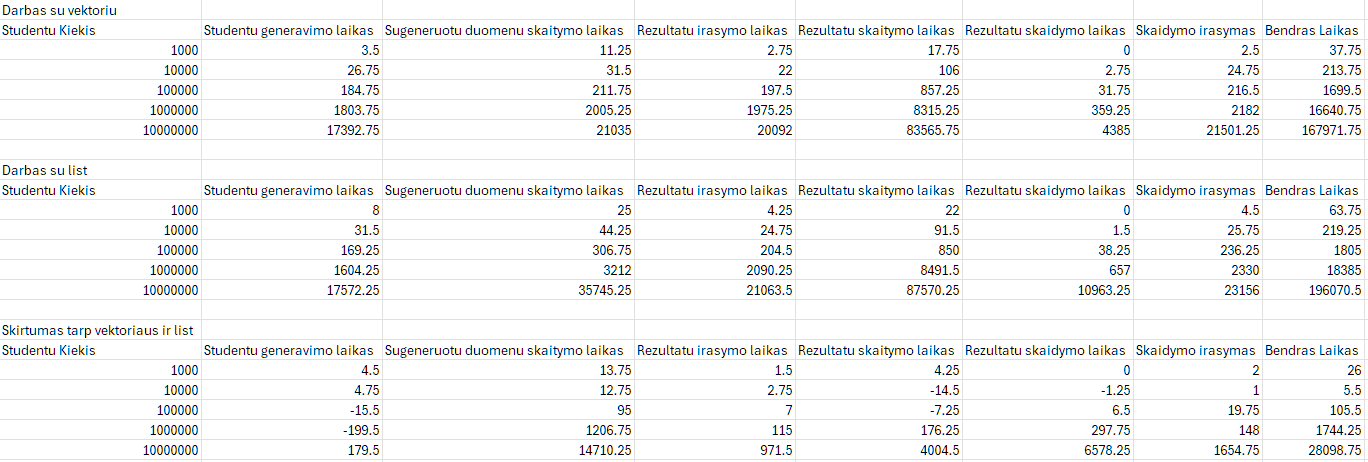 Darbas su vektoriu
Studentu Kiekis Studentu generavimo laikas Sugeneruotu duomenu skaitymo laikas Rezultatu irasymo laikas Rezultatu skaitymo laikas Rezultatu skaidymo laikas Skaidymo irasymas Bendras Laikas
1000 3.5 11.25 2.75 17.75 0 2.5 37.75
10000 26.75 31.5 22 106 2.75 24.75 213.75
100000 184.75 211.75 197.5 857.25 31.75 216.5 1699.5
1000000 1803.75 2005.25 1975.25 8315.25 359.25 2182 16640.75
10000000 17392.75 21035 20092 83565.75 4385 21501.25 167971.75
Darbas su list
Studentu Kiekis Studentu generavimo laikas Sugeneruotu duomenu skaitymo laikas Rezultatu irasymo laikas Rezultatu skaitymo laikas Rezultatu skaidymo laikas Skaidymo irasymas Bendras Laikas
1000 8 25 4.25 22 0 4.5 63.75
10000 31.5 44.25 24.75 91.5 1.5 25.75 219.25
100000 169.25 306.75 204.5 850 38.25 236.25 1805
1000000 1604.25 3212 2090.25 8491.5 657 2330 18385
10000000 17572.25 35745.25 21063.5 87570.25 10963.25 23156 196070.5
Skirtumas tarp vektoriaus ir list
Studentu Kiekis Studentu generavimo laikas Sugeneruotu duomenu skaitymo laikas Rezultatu irasymo laikas Rezultatu skaitymo laikas Rezultatu skaidymo laikas Skaidymo irasymas Bendras Laikas
1000 4.5 13.75 1.5 4.25 0 2 26
10000 4.75 12.75 2.75 -14.5 -1.25 1 5.5
100000 -15.5 95 7 -7.25 6.5 19.75 105.5
1000000 -199.5 1206.75 115 176.25 297.75 148 1744.25
10000000 179.5 14710.25 971.5 4004.5 6578.25 1654.75 28098.75